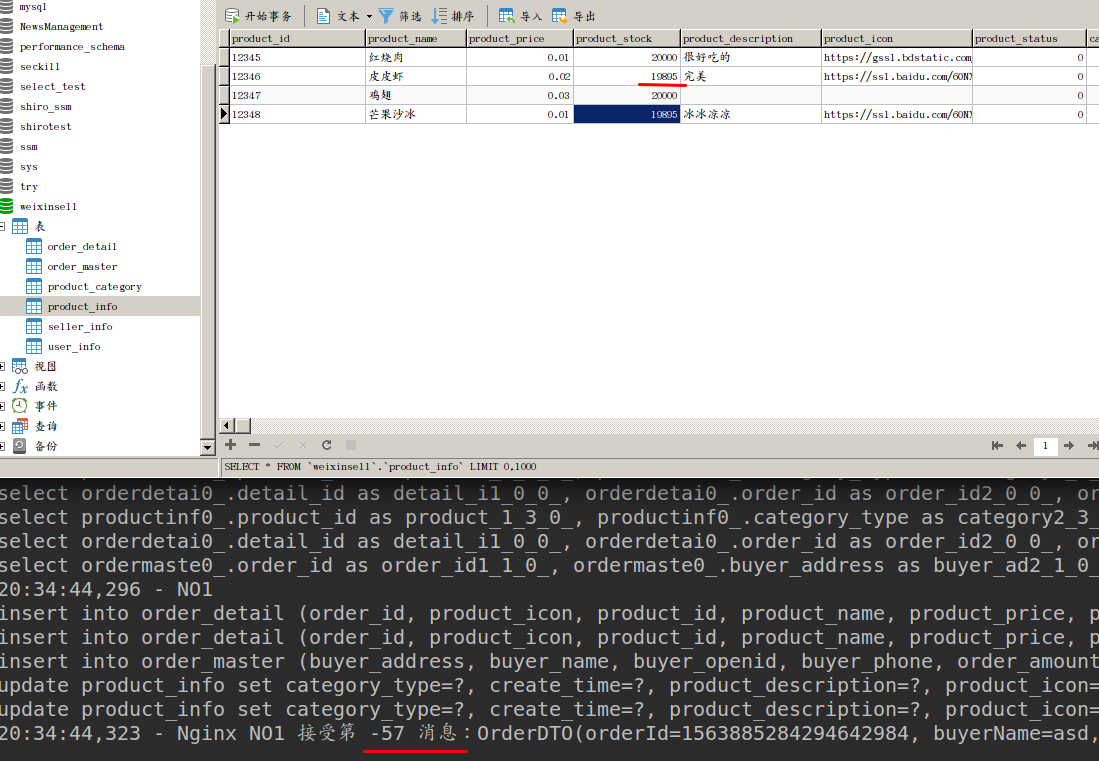 mysql
NewsManagement
performance_schema
seckill
select_test
shiro_ssm
shirotest
ssm
sys
try
weixinsell
表
order_detail
order_master
product_category
product_info
seller_info
user_info
视图
fx 函数
事件
查询
备份
开始事务 文本 筛选 排序 导入 导出
product_id product_name product_price product_stock product_description product_icon product_status ca
12345 红烧肉 0.01 20000 很好吃的 https://gss1.bdstatic.com 0
12346 皮皮虾 0.02 19895 完美 https://ssl.baidu.com/6ONX 0
12347 鸡翅 0.03 20000 0
12348 芒果沙冰 0.01 19895 冰冰凉凉 https://ssl.baidu.com/6ONX 0
1
SELECT * FROM `weixinsell`.`product_info` LIMIT 0,1000
select orderdetai0_.detail_id as detail_i1_0_0_, orderdetai0_.order_id as order_id2_0_0_, or
select productinf0_.product_id as product_1_3_0_, productinf0_.category_type as category2_3_
select orderdetai0_.detail_id as detail_i1_0_0_, orderdetai0_.order_id as order_id2_0_0_, or
select ordermaste0_.order_id as order_id1_1_0_, ordermaste0_.buyer_address as buyer_ad2_1_0_
20:34:44,296 - NO1
insert into order_detail (order_id, product_icon, product_id, product_name, product_price, p
insert into order_detail (order_id, product_icon, product_id, product_name, product_price, p
insert into order_master (buyer_address, buyer_name, buyer_openid, buyer_phone, order_amount
update product_info set category_type=?, create_time=?, product_description=?, product_icon=
update product_info set category_type=?, create_time=?, product_description=?, product_icon=
20:34:44,323 - Nginx NO1 接受第 -57 消息：OrderDTO(orderId=1563885284294642984, buyerName=asd,